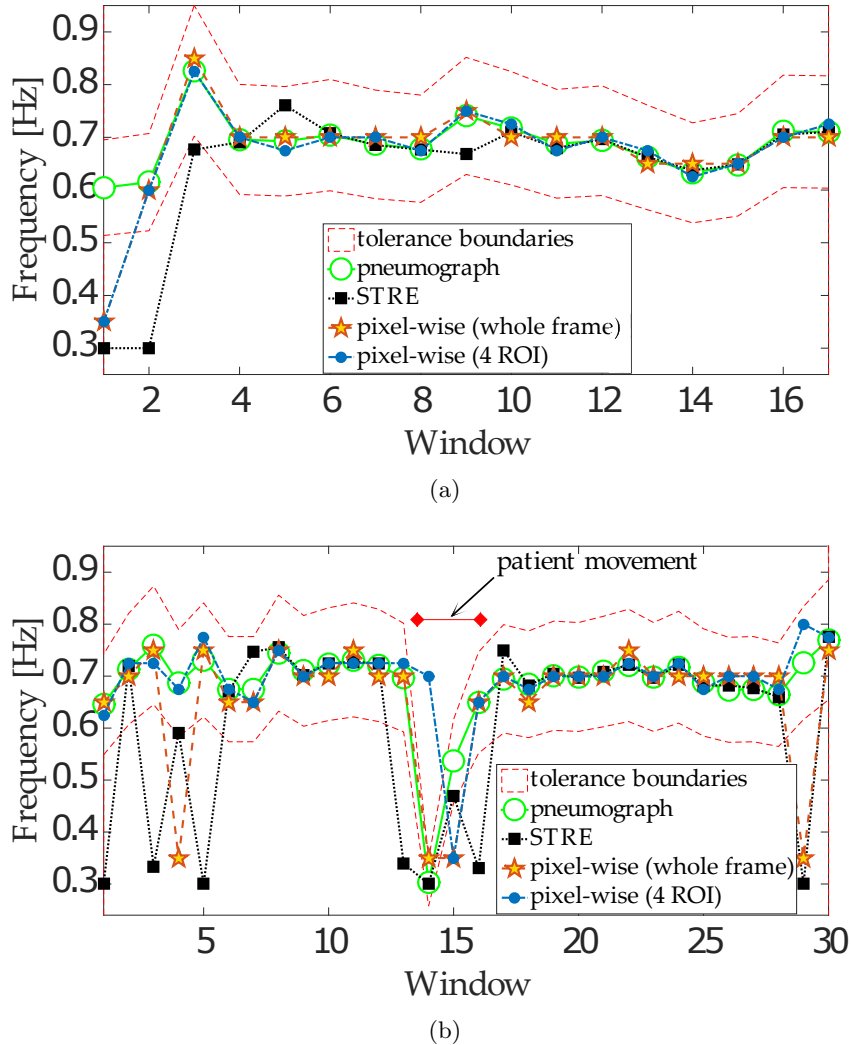 0.9
0.8
0.7
0.6
0.5
0.4
0.3
Frequency [Hz]
tolerance boundaries
pneumograph
STRE
pixel-wise (whole frame)
pixel-wise (4 ROI)
2 4 6 8 10 12 14 16
Window
(a)
patient movement
0.9
0.8
0.7
0.6
0.5
0.4
0.3
Frequency [Hz]
tolerance boundaries
pneumograph
STRE
pixel-wise (whole frame)
pixel-wise (4 ROI)
5 10 15 20 25 30
Window
(b)